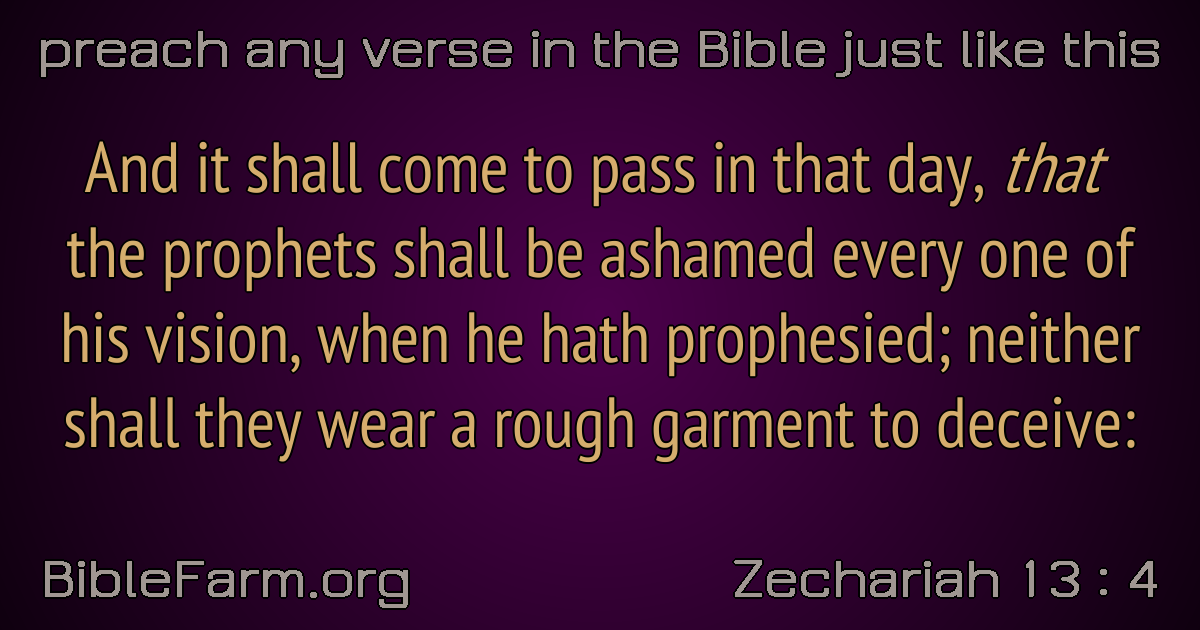 preach any verse in the Bible just like this
And it shall come to pass in that day, that
the prophets shall be ashamed every one of
his vision, when he hath prophesied; neither
shall they wear a rough garment to deceive:
BibleFarm.org
Zechariah 13 : 4